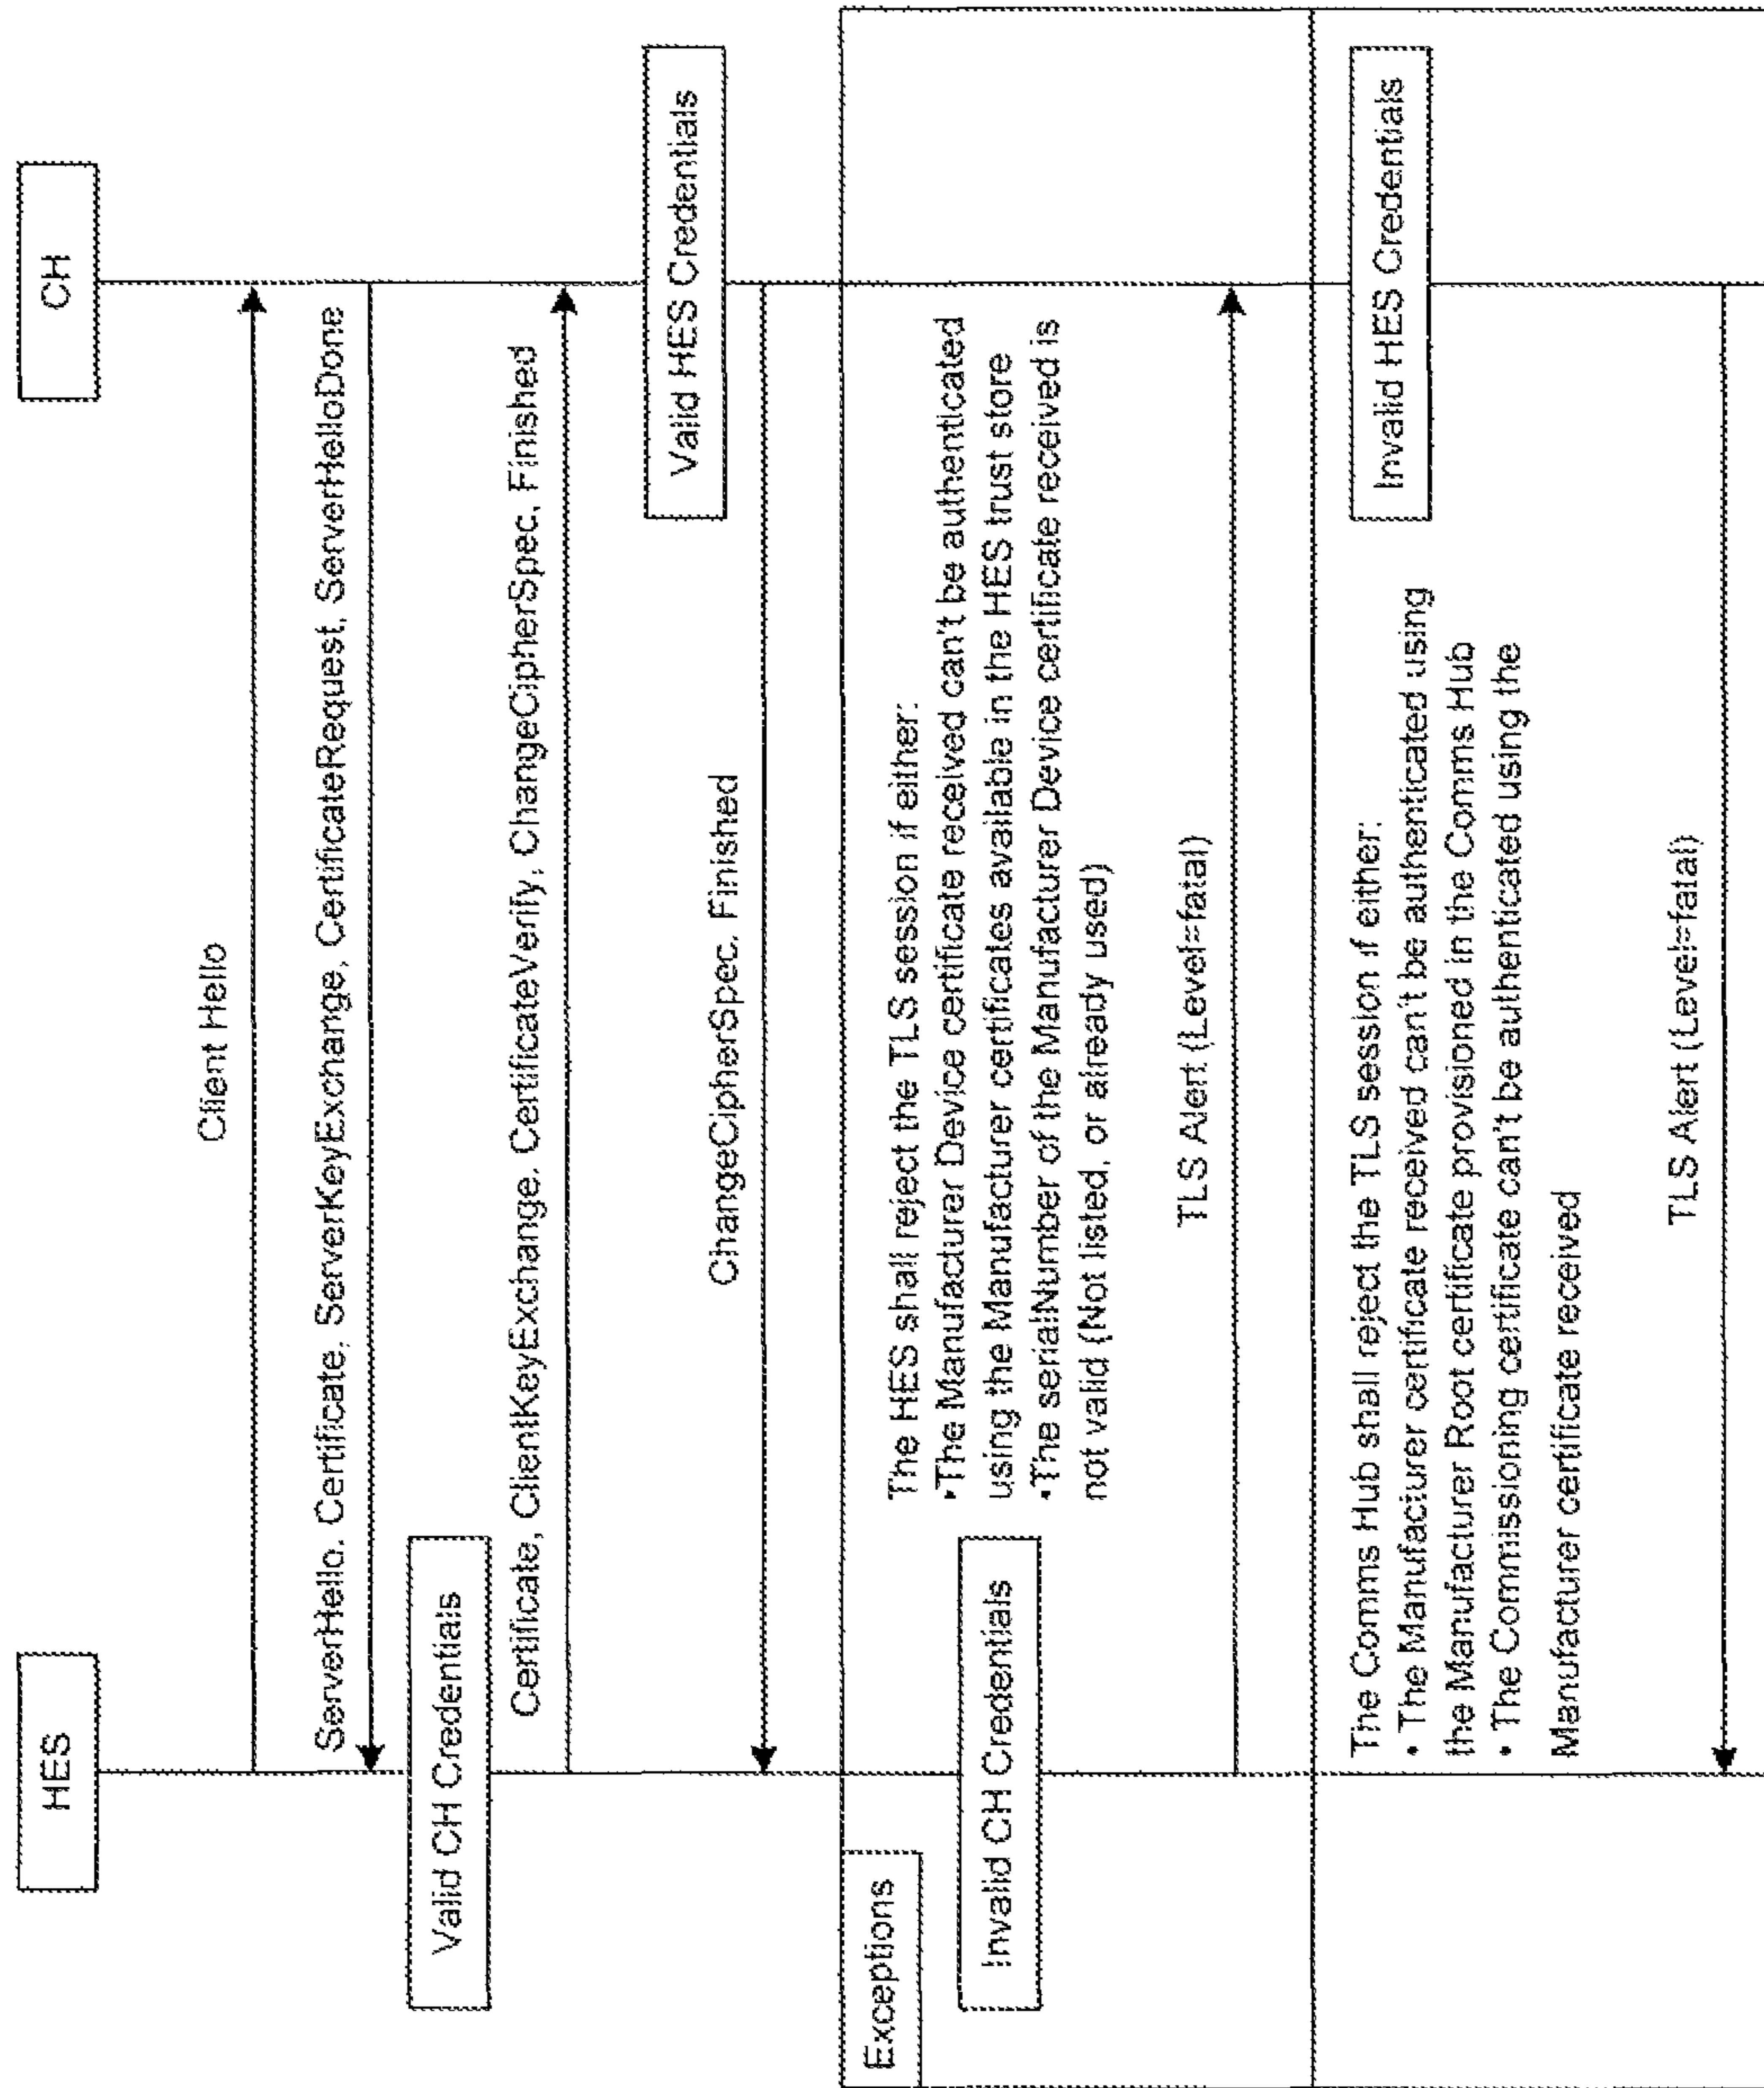 HES
CH
Client Hello
ServerHello, Certificate, ServerKeyExchange, CertificateRequest, ServerHelloDone
Valid CH Credentials
Certificate, ClientKeyExchange, CertificateVerify, ChangeCipherSpec, Finished
Valid HES Credentials
ChangeCipherSpec, Finished
Exceptions
The HES shall reject the TLS session if either:
•The Manufacturer Device certificate received can't be authenticated
using the Manufacturer certificates available in the HES trust store
•The serialNumber of the Manufacturer Device certificate received is
not valid (Not listed, or already used)
Invalid CH Credentials
TLS Alert (Level=fatal)
The Comms Hub shall reject the TLS session if either:
• The Manufacturer certificate received can't be authenticated using
the Manufacturer Root certificate provisioned in the Comms Hub
• The Commissioning certificate can't be authenticated using the
Manufacturer certificate received
Invalid HES Credentials
TLS Alert (Level=fatal)